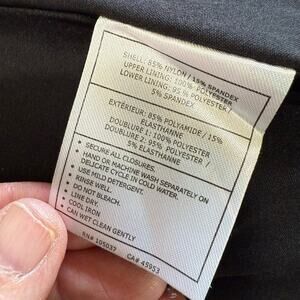 SHELL: 85% NYLON / 15% SPANDEX
UPPER LINING: 100% POLYESTER
LOWER LINING: 95 % POLYESTER /
5% SPANDEX
EXTÉRIEUR: 85% POLYAMIDE / 15%
ELASTHANNE
DOUBLURE 1: 100% POLYESTER
DOUBLURE 2: 95% POLYESTER /
5% ELASTHANNE
• SECURE ALL CLOSURES.
HAND OR MACHINE WASH SEPARATELY ON
DELICATE CYCLE IN COLD WATER.
• USE MILD DETERGENT.
• RINSE WELL.
• DO NOT BLEACH.
• LINE DRY.
• COOL IRON
CAN WET CLEAN GENTLY
RN# 105037 CA# 45953